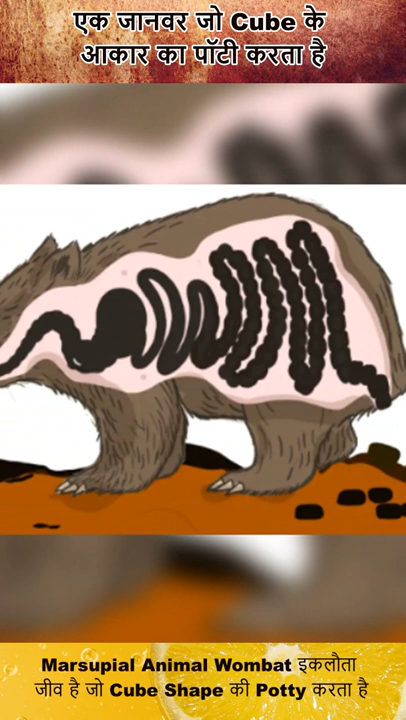 एक जानवर जो Cube के
आकार का पॉटी करता है
Marsupial Animal Wombat इकलौता
जीव है जो Cube Shape की Potty करता है